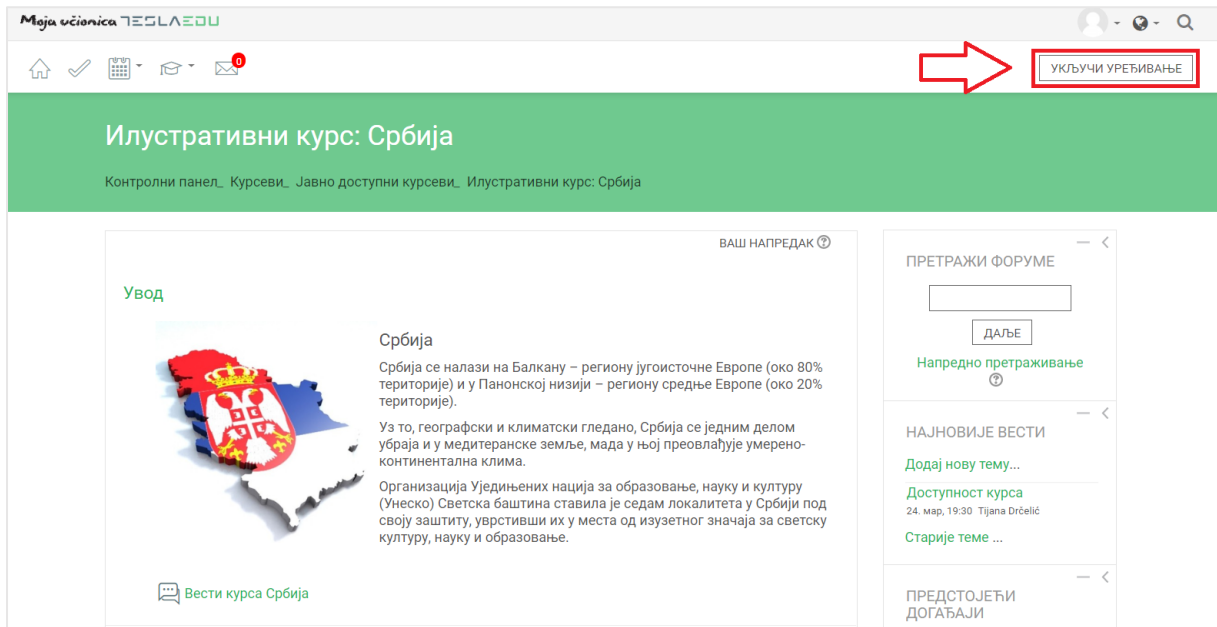 Moja učionica TESLAEDU
0
УКЉУЧИ УРЕЂИВАЊЕ
Илустративни курс: Србија
Контролни панел_ Курсеви_ Јавно доступни курсеви_ Илустративни курс: Србија
ВАШ НАПРЕДАК
Увод
Србија
Србија се налази на Балкану – региону југоисточне Европе (око 80%
територије) и у Панонској низији – региону средње Европе (око 20%
територије).
Уз то, географски и климатски гледано, Србија се једним делом
убраја и у медитеранске земље, мада у њој преовлађује умерено-
континентална клима.
Организација Уједињених нација за образовање, науку и културу
(Унеско) Светска баштина ставила је седам локалитета у Србији под
своју заштиту, уврстивши их у места од изузетног значаја за светску
културу, науку и образовање.
Вести курса Србија
ПРЕТРАЖИ ФОРУМЕ
ДАЉЕ
Напредно претраживање
НАЈНОВИЈЕ ВЕСТИ
Додај нову тему...
Доступност курса
24. мар, 19:30 Tijana Drčelić
Старије теме ...
ПРЕДСТОЈЕЋИ
ДОГАЂАЈИ